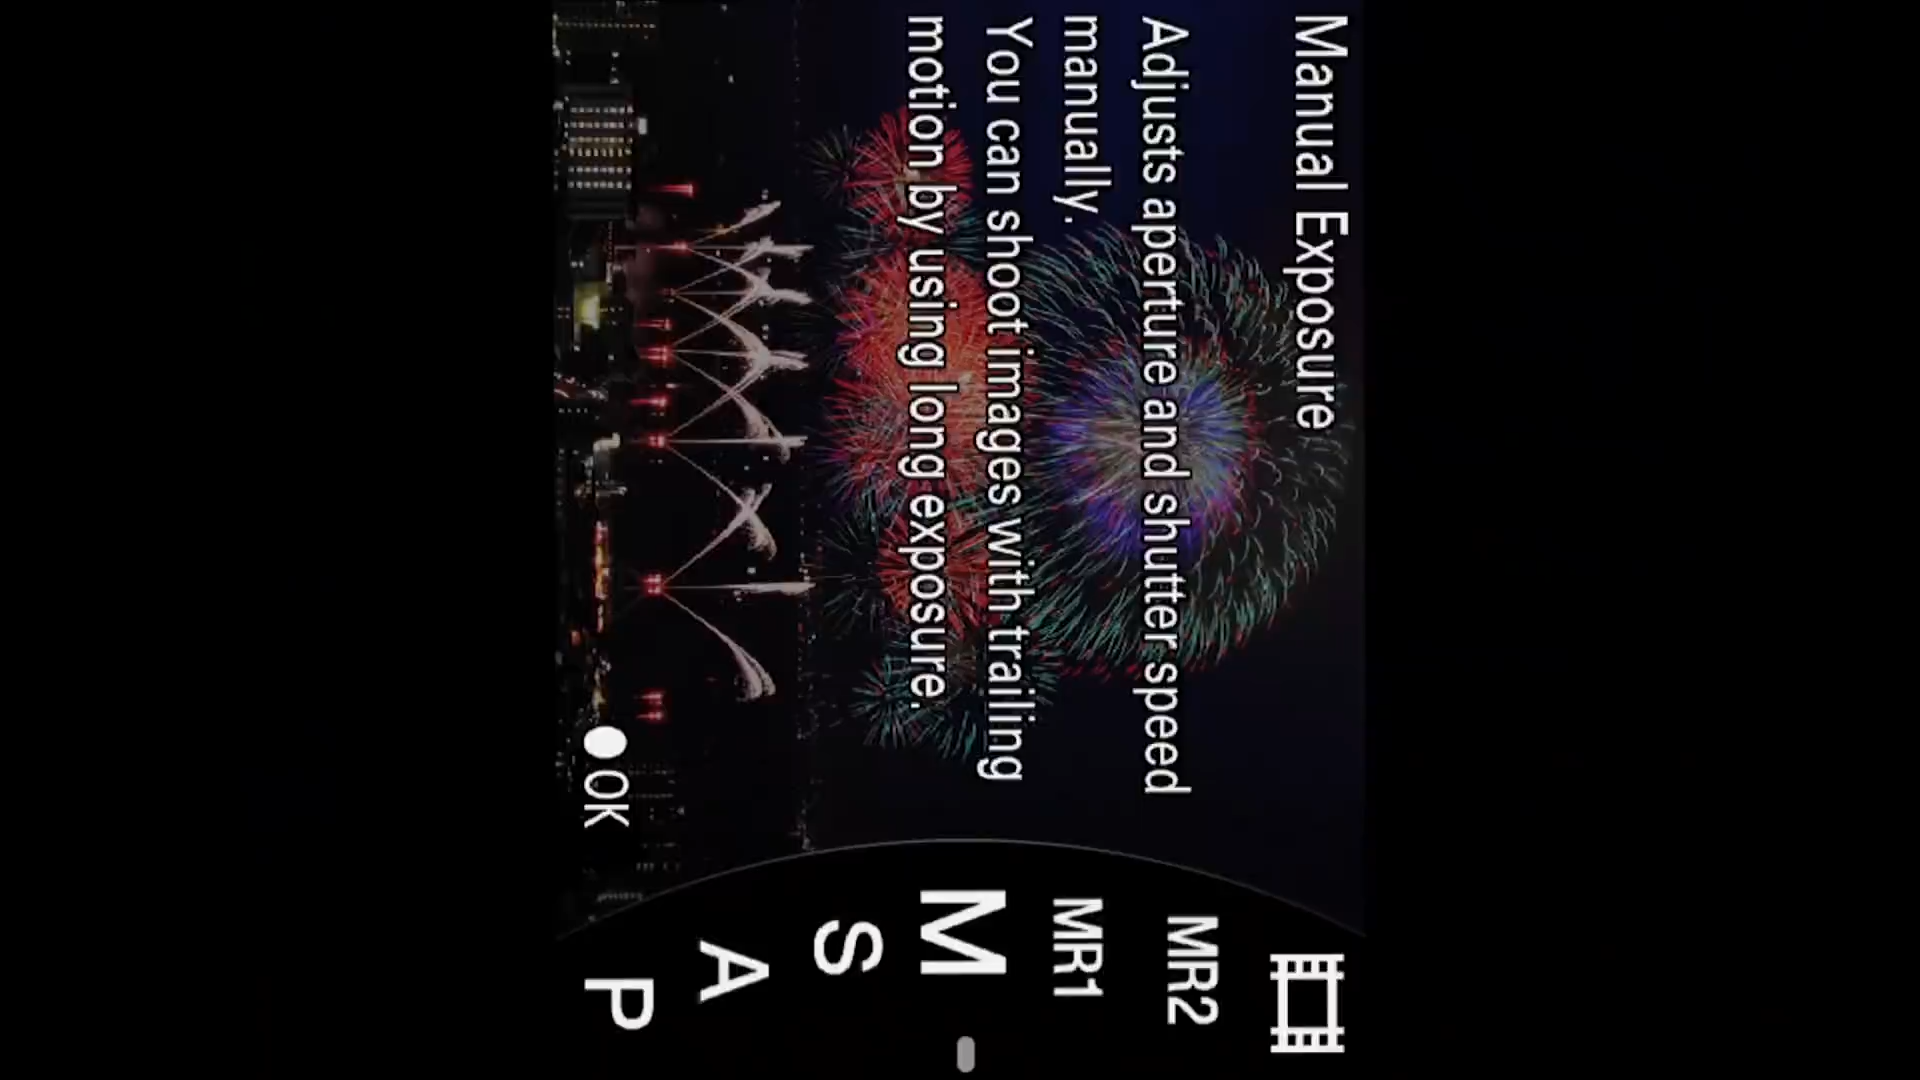 Manual Exposure
Adjusts aperture and shutter speed
manually.
You can shoot images with trailing
motion by using long exposure.
OK
MR2
MR1
M
S
A
P